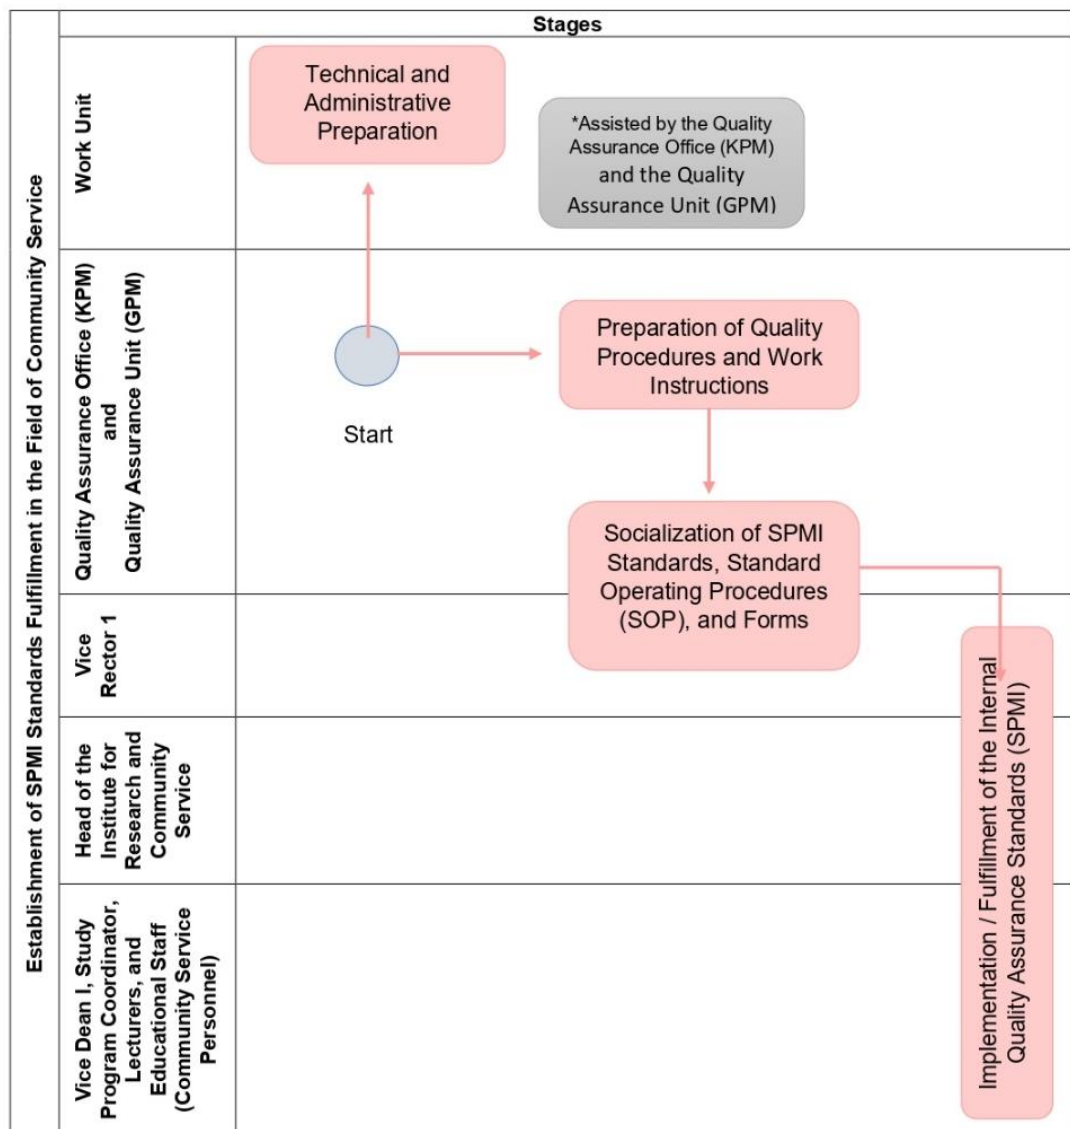 Establishment of SPMI Standards Fulfillment in the Field of Community Service
Stages
Work Unit
Technical and
Administrative
Preparation
*Assisted by the Quality
Assurance Office (KPM)
and the Quality
Assurance Unit (GPM)
Quality Assurance Office (KPM)
and
Quality Assurance Unit (GPM)
Start
Preparation of Quality
Procedures and Work
Instructions
Socialization of SPMI
Standards, Standard
Operating Procedures
(SOP), and Forms
Vice
Rector 1
Implementation / Fulfillment of the Internal
Quality Assurance Standards (SPMI)
Head of the
Institute for
Research and
Community
Service
Vice Dean I, Study
Program Coordinator,
Lecturers, and
Educational Staff
(Community Service
Personnel)